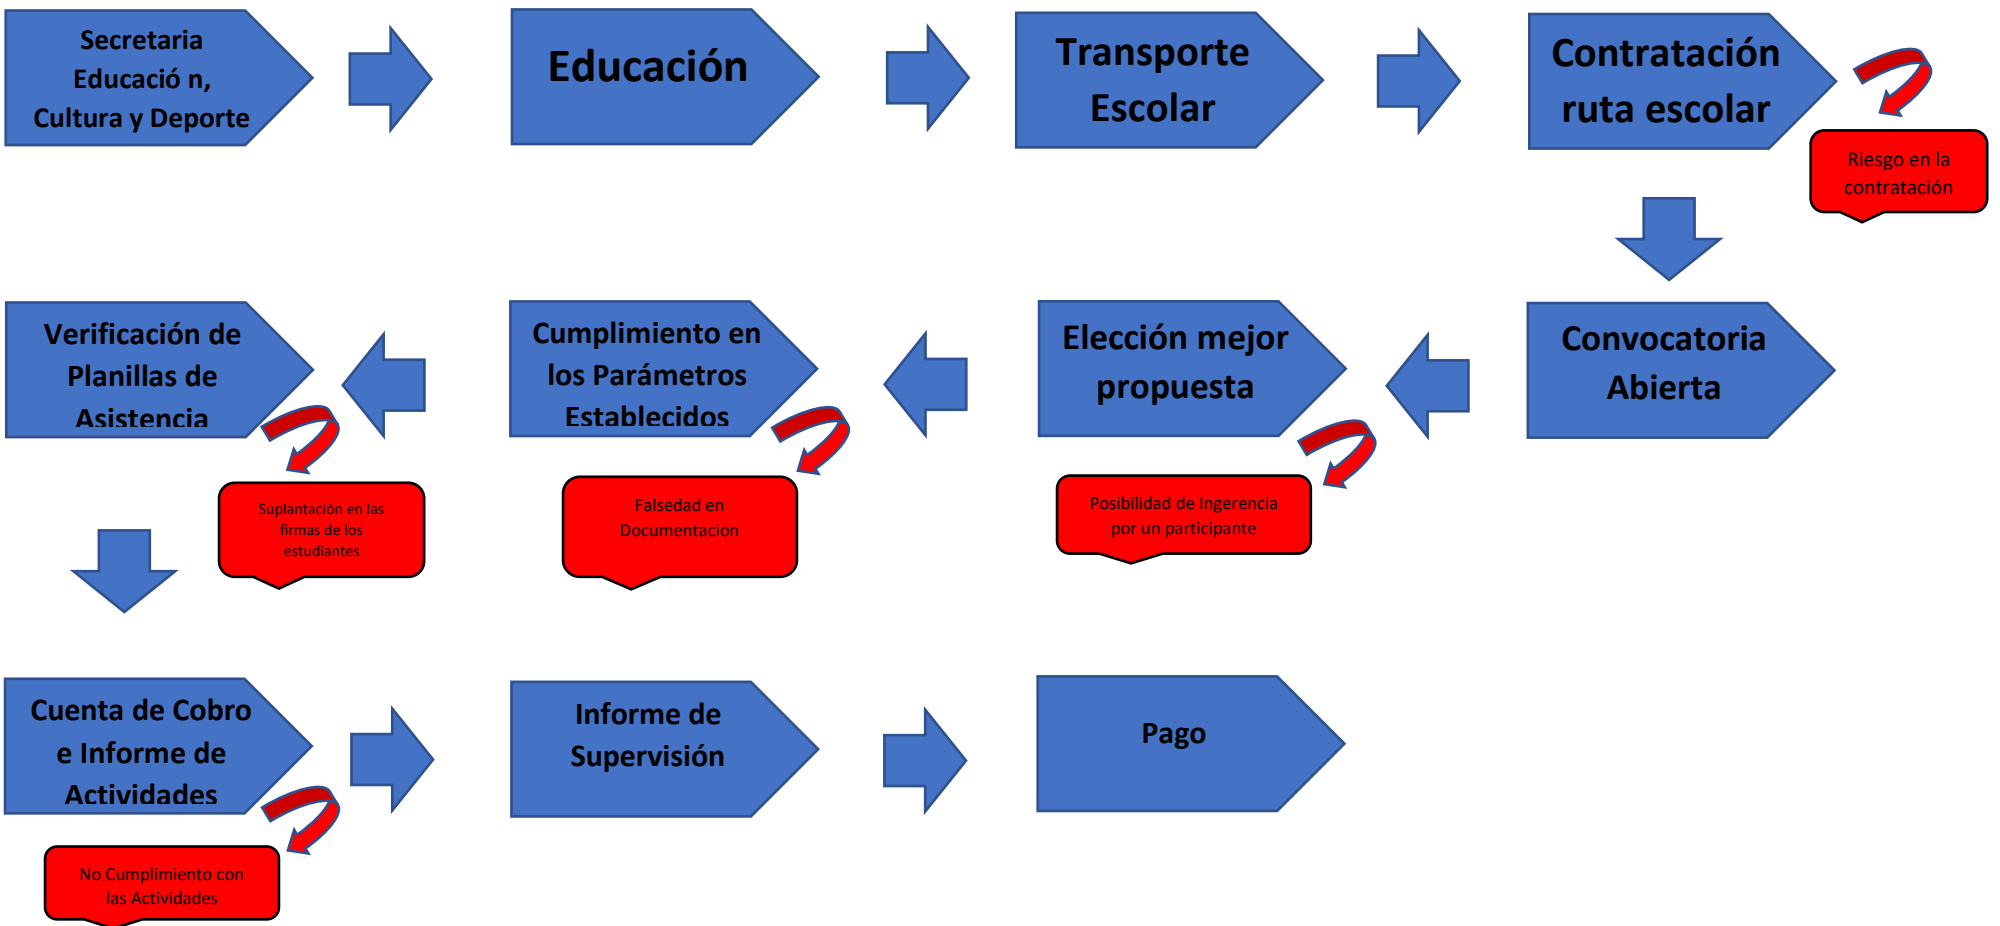 Secretaria
Educació n,
Cultura y Deporte
Educación
Transporte
Escolar
Contratación
ruta escolar
Riesgo en la
contratación
Convocatoria
Abierta
Elección mejor
propuesta
Posibilidad de Ingerencia
por un participante
Cumplimiento en
los Parámetros
Establecidos
Falsedad en
Documentacion
Verificación de
Planillas de
Asistencia
Suplantación en las
firmas de los
estudiantes
Cuenta de Cobro
e Informe de
Actividades
No Cumplimiento con
las Actividades
Informe de
Supervisión
Pago